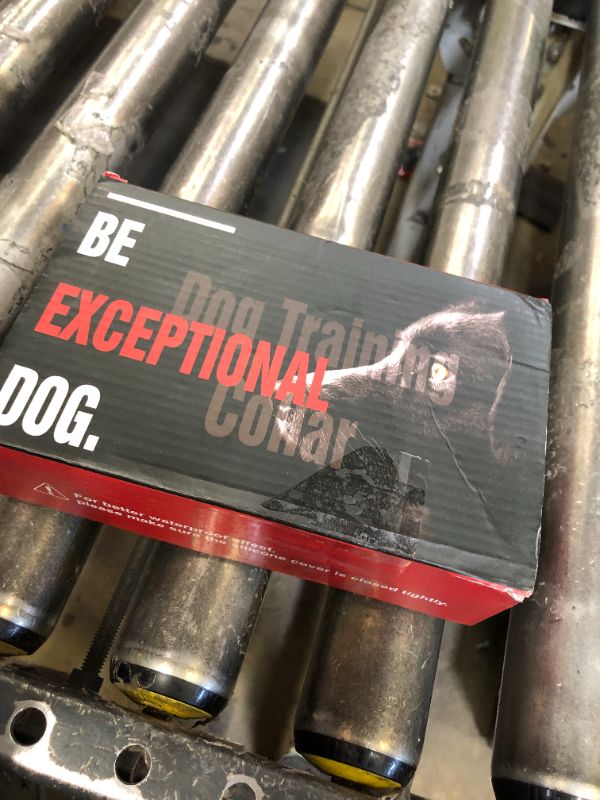 BE
EXCEPTIONAL
DOG.
Dog Training
Collar
For better waterproof effect,
please make sure the silicone cover is closed tightly.